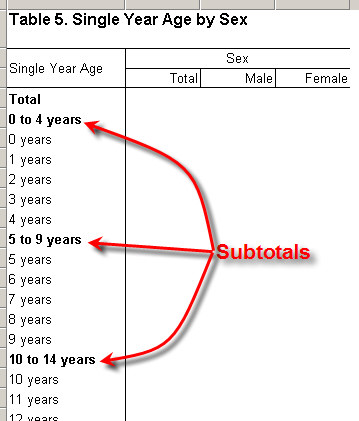 Table 5. Single Year Age by Sex
Single Year Age
Sex
Total Male Female
Total
0 to 4 years
0 years
1 years
2 years
3 years
4 years
5 to 9 years
5 years
Subtotals
6 years
7 years
8 years
9 years
10 to 14 years
10 years
11 years
12 years